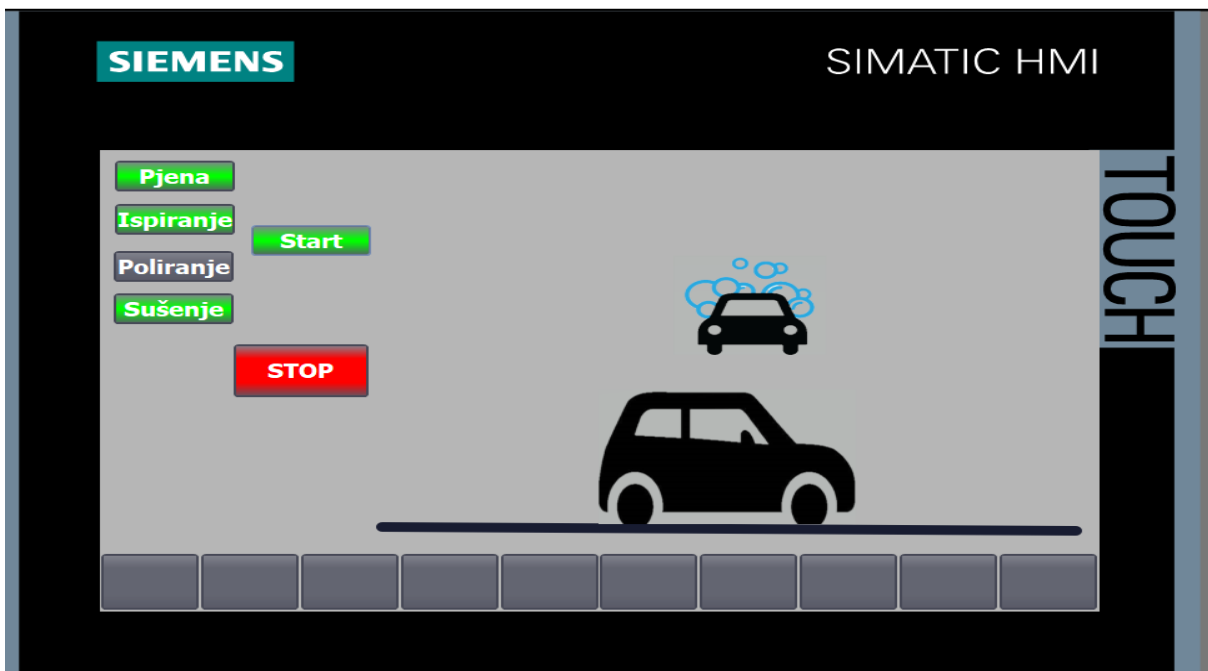 SIEMENS
SIMATIC HMI
TOUCH
Pjena
Ispiranje
Start
Poliranje
Sušenje
STOP